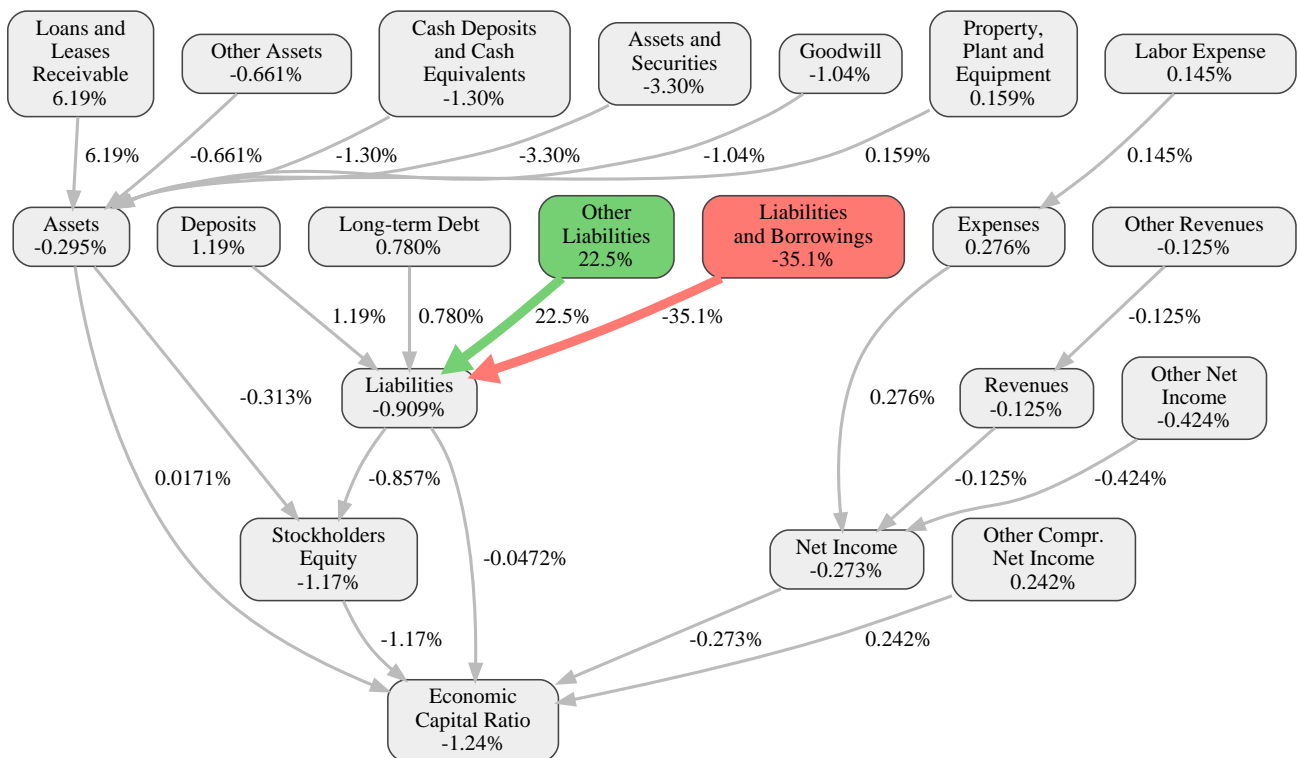 Loans and
Leases
Receivable
6.19%
Other Assets
-0.661%
Cash Deposits
and Cash
Equivalents
-1.30%
Assets and
Securities
-3.30%
Goodwill
-1.04%
Property,
Plant and
Equipment
0.159%
Labor Expense
0.145%
6.19%
-0.661%
-1.30%
-3.30%
-1.04%
0.159%
0.145%
Assets
-0.295%
Deposits
1.19%
Long-term Debt
0.780%
Other
Liabilities
22.5%
Liabilities
and Borrowings
-35.1%
Expenses
0.276%
Other Revenues
-0.125%
1.19%
0.780%
22.5%
-35.1%
-0.125%
Liabilities
-0.909%
-0.313%
0.276%
Revenues
-0.125%
Other Net
Income
-0.424%
0.0171%
-0.857%
-0.125%
-0.424%
Stockholders
Equity
-1.17%
-0.0472%
Net Income
-0.273%
Other Compr.
Net Income
0.242%
-1.17%
-0.273%
0.242%
Economic
Capital Ratio
-1.24%